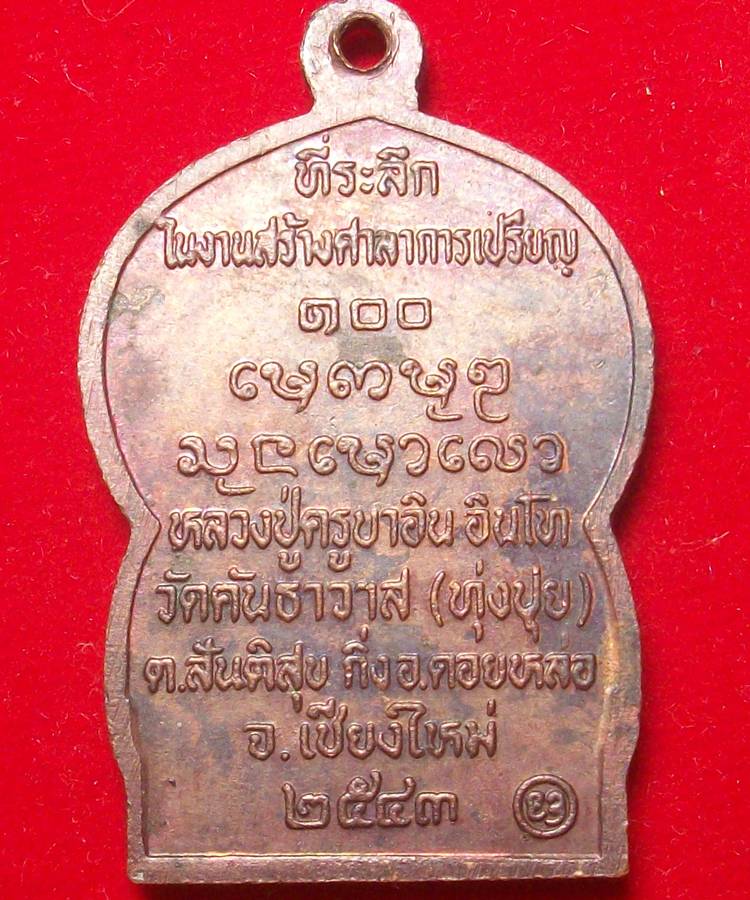 ที่ระลึก
ในงานสร้างศาลาการเปรียญ
๑๐๐
หลวงปู่ครูบาอิน อินโท
วัดคันธาวาส (ทุ่งปุย)
ต.สันติสุข กิ่งอ.ดอยหล่อ
จ.เชียงใหม่
๒๕๔๓